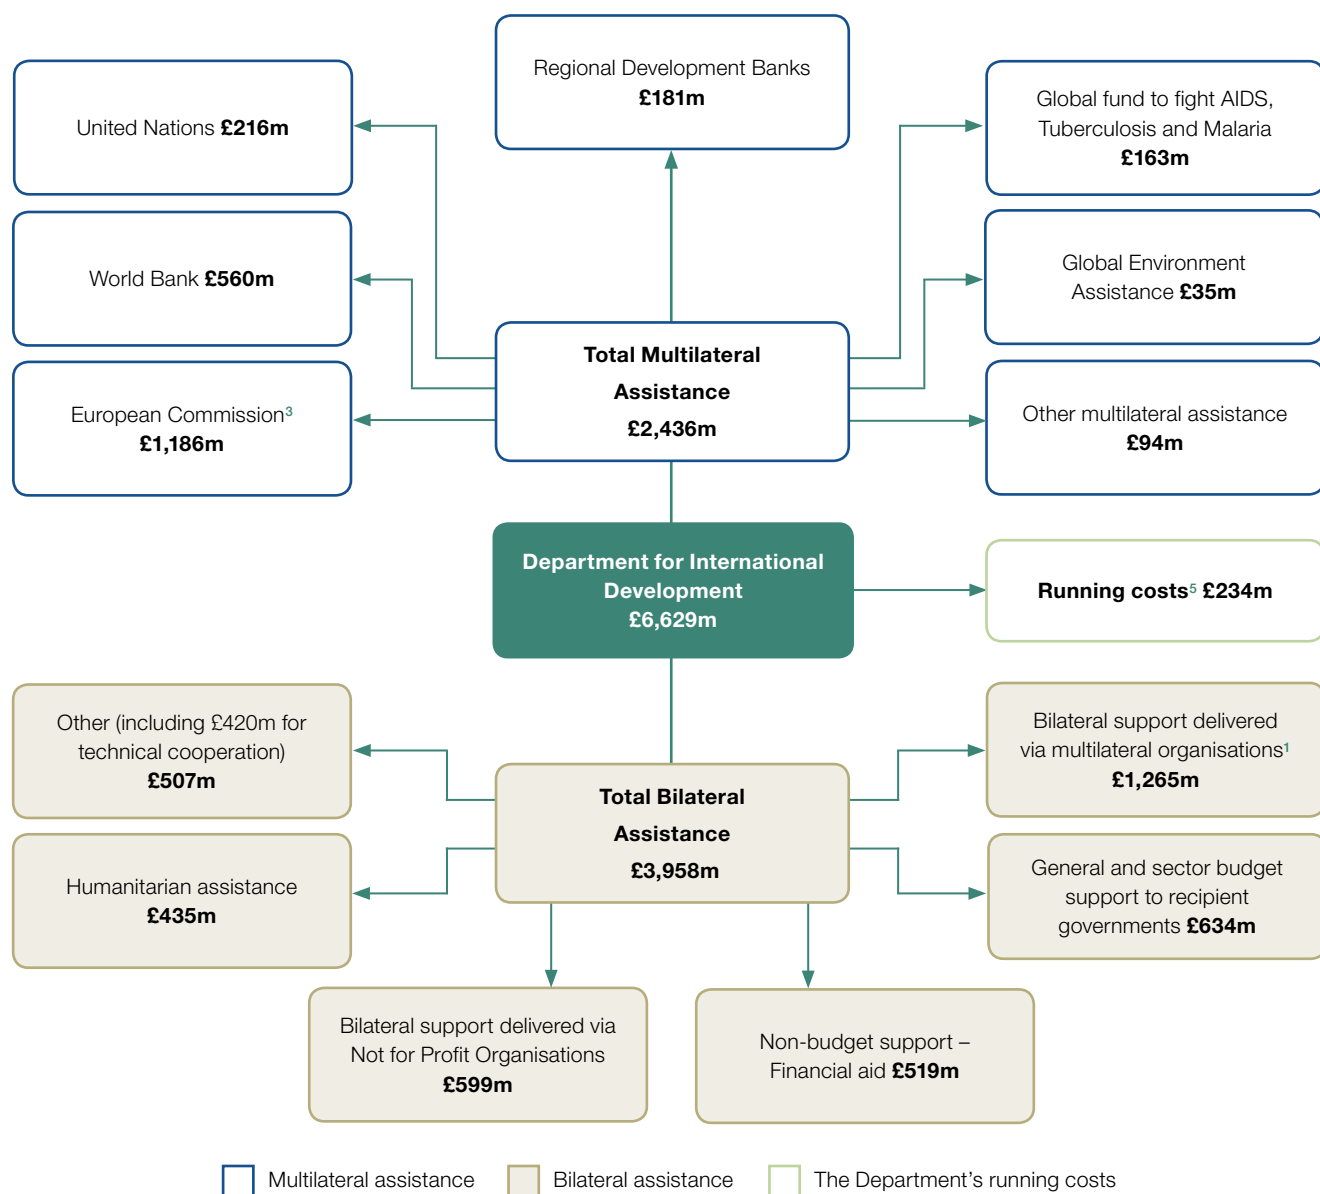 Regional Development Banks
£181m
United Nations £216m
Global fund to fight AIDS,
Tuberculosis and Malaria
£163m
World Bank £560m
Global Environment
Assistance £35m
European Commission³
£1,186m
Total Multilateral
Assistance
£2,436m
Other multilateral assistance
£94m
Department for International
Development
£6,629m
Running costs⁵ £234m
Other (including £420m for
technical cooperation)
£507m
Total Bilateral
Assistance
£3,958m
Bilateral support delivered
via multilateral organisations¹
£1,265m
Humanitarian assistance
£435m
General and sector budget
support to recipient
governments £634m
Bilateral support delivered via
Not for Profit Organisations
£599m
Non-budget support –
Financial aid £519m
Multilateral assistance
Bilateral assistance
The Department’s running costs